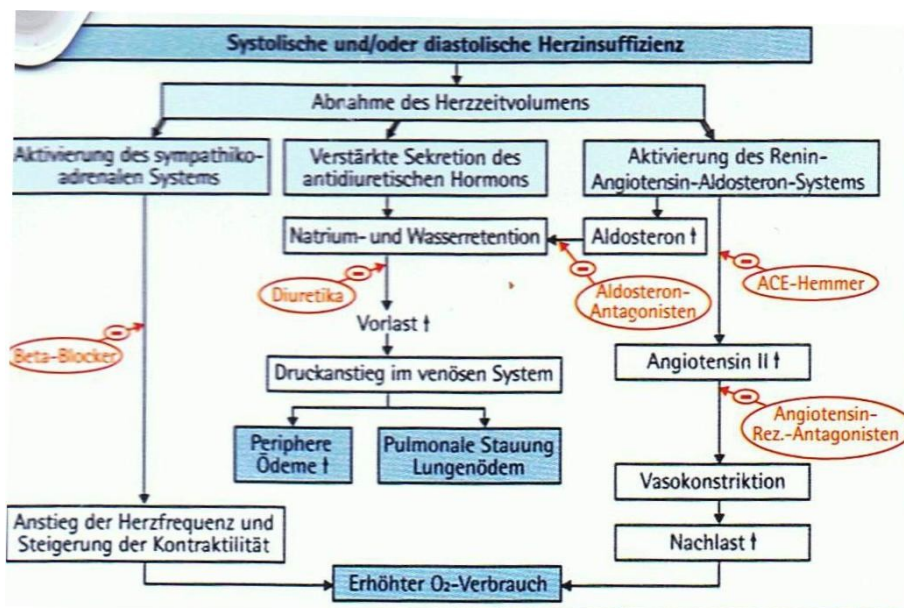 Systolische und/oder diastolische Herzinsuffizienz
Abnahme des Herzzeitvolumens
Aktivierung des sympathiko-
adrenalen Systems
Verstärkte Sekretion des
antidiuretischen Hormons
Aktivierung des Renin-
Angiotensin-Aldosteron-Systems
Natrium- und Wasserretention
Aldosteron ↑
Diuretika
Aldosteron-
Antagonisten
ACE-Hemmer
Vorlast ↑
Beta-Blocker
Angiotensin II ↑
Druckanstieg im venösen System
Angiotensin-
Rez.-Antagonisten
Periphere
Ödeme ↑
Pulmonale Stauung
Lungenödem
Vasokonstriktion
Anstieg der Herzfrequenz und
Steigerung der Kontraktilität
Nachlast ↑
Erhöhter O₂-Verbrauch